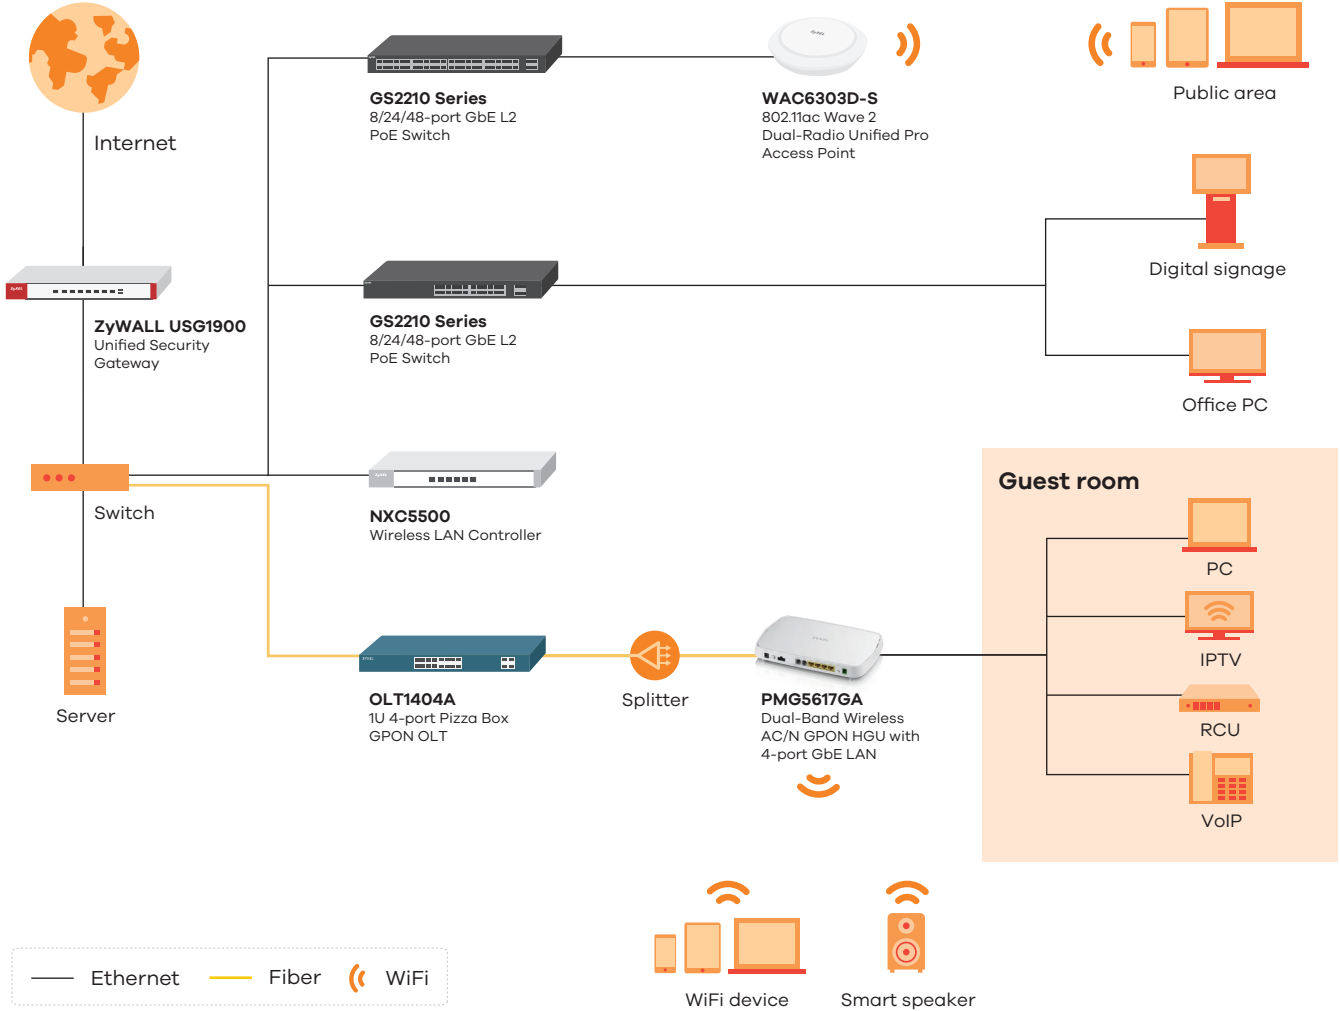 Internet
GS2210 Series
8/24/48-port GbE L2
PoE Switch
WAC6303D-S
802.11ac Wave 2
Dual-Radio Unified Pro
Access Point
Public area
Digital signage
ZyWALL USG1900
Unified Security
Gateway
GS2210 Series
8/24/48-port GbE L2
PoE Switch
Office PC
Switch
NXC5500
Wireless LAN Controller
Guest room
PC
IPTV
RCU
VoIP
Server
OLT1404A
1U 4-port Pizza Box
GPON OLT
Splitter
PMG5617GA
Dual-Band Wireless
AC/N GPON HGU with
4-port GbE LAN
Ethernet
Fiber
WiFi
WiFi device
Smart speaker